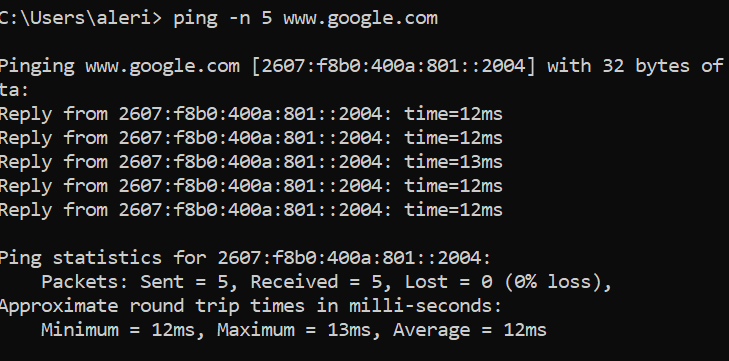 C:\Users\aleri> ping -n 5 www.google.com
Pinging www.google.com [2607:f8b0:400a:801::2004] with 32 bytes of
ta:
Reply from 2607:f8b0:400a:801::2004: time=12ms
Reply from 2607:f8b0:400a:801::2004: time=12ms
Reply from 2607:f8b0:400a:801::2004: time=13ms
Reply from 2607:f8b0:400a:801::2004: time=12ms
Reply from 2607:f8b0:400a:801::2004: time=12ms
Ping statistics for 2607:f8b0:400a:801::2004:
Packets: Sent = 5, Received = 5, Lost = 0 (0% loss),
Approximate round trip times in milli-seconds:
Minimum = 12ms, Maximum = 13ms, Average = 12ms